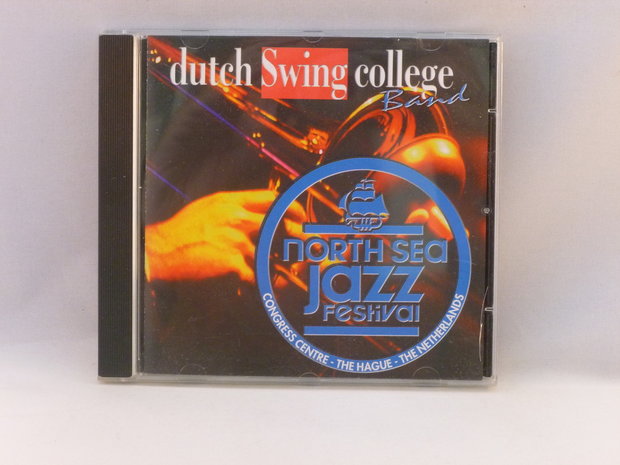 dutch Swing college
Band
NORTH SEa
Jazz
FeSTiVaL
CONGRESS CENTRE - THE HAGUE - THE NETHERLANDS